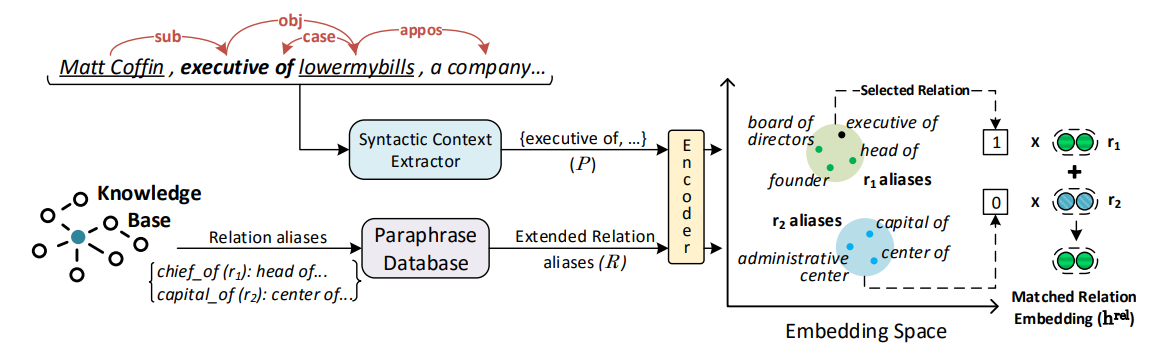 sub
obj
case
appos
Matt Coffin , executive of lowermybills , a company...
Syntactic Context
Extractor
{executive of, ...}
(P)
Encoder
Knowledge
Base
Relation aliases
chief_of (r1): head of...
capital_of (r2): center of...
Paraphrase
Database
Extended Relation
aliases (R)
Selected Relation
board of
directors
executive of
head of
founder
r1 aliases
r2 aliases
capital of
administrative
center
center of
Embedding Space
1
x
r1
+
0
x
r2
Matched Relation
Embedding (h^rel)